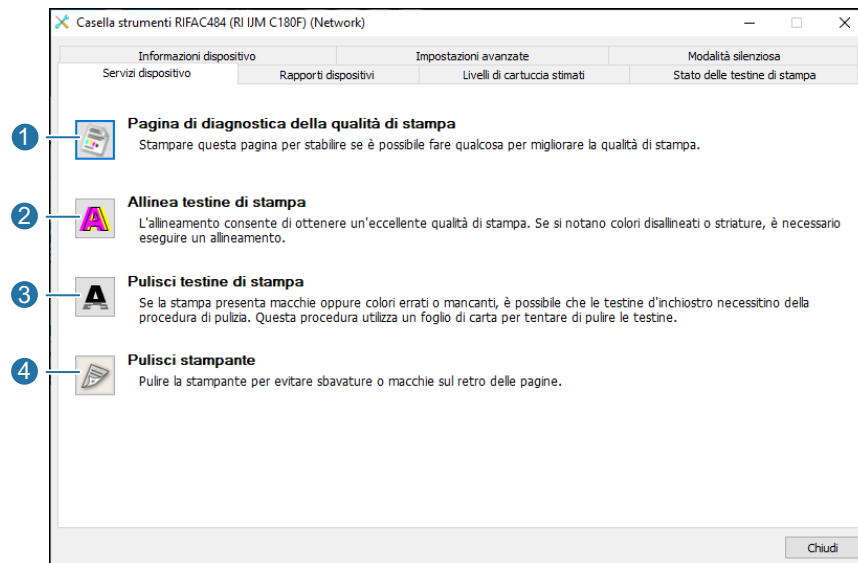 Casella strumenti RIFAC484 (RI IJM C180F) (Network)
Informazioni dispositivo
Impostazioni avanzate
Modalità silenziosa
Servizi dispositivo
Rapporti dispositivi
Livelli di cartuccia stimati
Stato delle testine di stampa
1
Pagina di diagnostica della qualità di stampa
Stampare questa pagina per stabilire se è possibile fare qualcosa per migliorare la qualità di stampa.
2
Allinea testine di stampa
L'allineamento consente di ottenere un'eccellente qualità di stampa. Se si notano colori disallineati o striature, è necessario
eseguire un allineamento.
3
Pulisci testine di stampa
Se la stampa presenta macchie oppure colori errati o mancanti, è possibile che le testine d'inchiostro necessitino della
procedura di pulizia. Questa procedura utilizza un foglio di carta per tentare di pulire le testine.
4
Pulisci stampante
Pulire la stampante per evitare sbavature o macchie sul retro delle pagine.
Chiudi